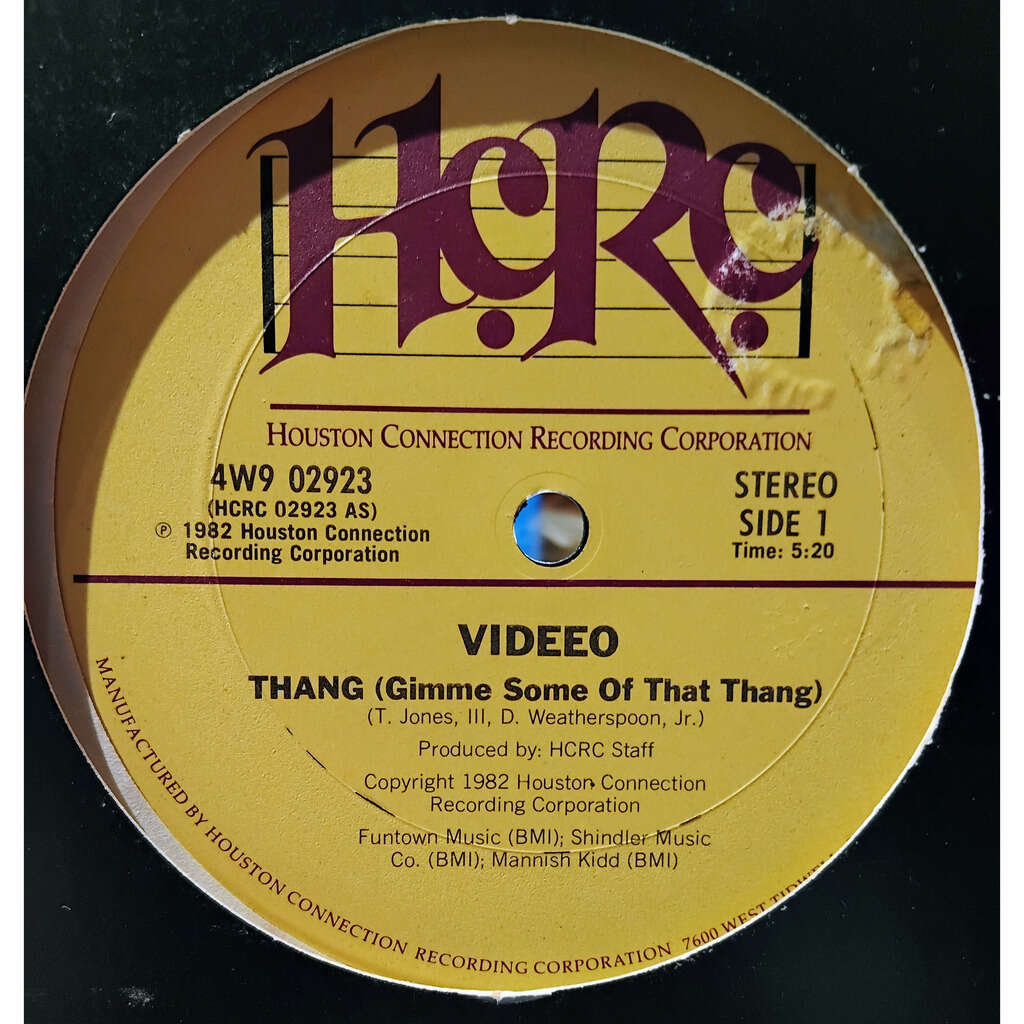 HCRC
HOUSTON CONNECTION RECORDING CORPORATION
4W9 02923
(HCRC 02923 AS)
℗ 1982 Houston Connection
Recording Corporation
STEREO
SIDE 1
Time: 5:20
VIDEEO
THANG (Gimme Some Of That Thang)
(T. Jones, III, D. Weatherspoon, Jr.)
Produced by: HCRC Staff
Copyright 1982 Houston Connection
Recording Corporation
Funtown Music (BMI); Shindler Music
Co. (BMI); Mannish Kidd (BMI)
MANUFACTURED BY HOUSTON CONNECTION RECORDING CORPORATION 7600 WEST